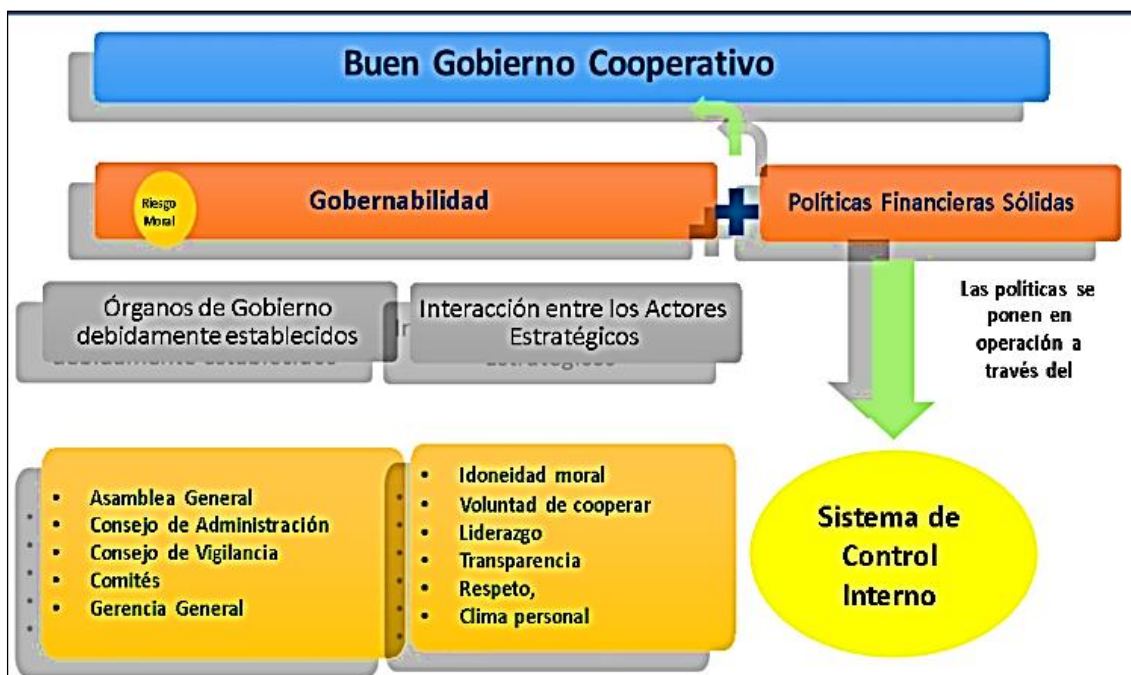 Buen Gobierno Cooperativo
Riesgo
Moral
Gobernabilidad
Políticas Financieras Sólidas
Órganos de Gobierno
debidamente establecidos
Interacción entre los Actores
Estratégicos
Las políticas se
ponen en
operación a
través del
• Asamblea General
• Consejo de Administración
• Consejo de Vigilancia
• Comités
• Gerencia General
• Idoneidad moral
• Voluntad de cooperar
• Liderazgo
• Transparencia
• Respeto,
• Clima personal
Sistema de
Control
Interno